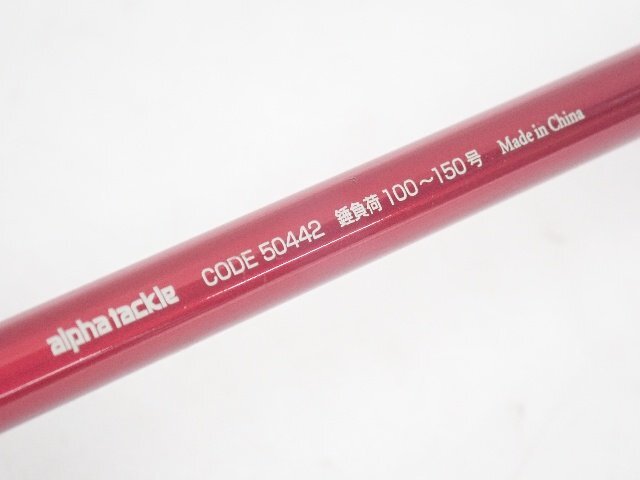 alpha tackle CODE 50442 錘負荷 100～150号 Made in China